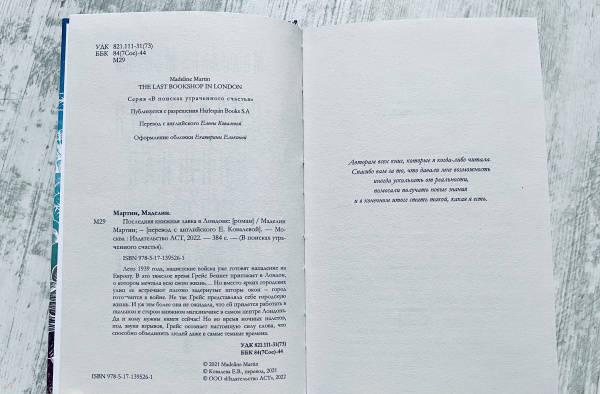 УДК 821.111-31(73)
ББК 84(7Сое)-44
М29
Madeline Martin
THE LAST BOOKSHOP IN LONDON
Серия «В поисках утраченного счастья»
Публикуется с разрешения Harlequin Books S.A
Перевод с английского Елены Ковалевой
Оформление обложки Екатерины Елькиной
Мартин, Маделин.
М29 Последняя книжная лавка в Лондоне: [роман] / Маделин
Мартин; – [перевод с английского Е. Ковалевой]. — Мос-
ква : Издательство АСТ, 2022. — 384 с. — (В поисках утра-
ченного счастья).
ISBN 978-5-17-139526-1
Лето 1939 года, нацистские войска уже готовят нападение на
Европу. В это тяжелое время Грейс Беннет приезжает в Лондон,
о котором мечтала всю свою жизнь... Но вместо ярких городских
улиц ее встречают плотно задернутые шторы окон – город
готовится к войне. Не так Грейс представляла себе городскую
жизнь. И уж тем более она не ожидала, что ей придется работать в
пыльном и старом книжном магазинчике в самом центре Лондона.
Да и кому нужны книги сейчас? Но во время ночных налетов,
под звуки взрывов, Грейс осознает настоящую силу слова, что
способно объединить людей даже в самые темные времена.
УДК 821.111-31(73)
ББК 84(7Сое)-44
© 2021 Madeline Martin
© Ковалева Е.В., перевод, 2021
ISBN 978-5-17-139526-1 © ООО «Издательство АСТ», 2022
Авторам всех книг, которые я когда-либо читала.
Спасибо вам за то, что давали мне возможность
иногда ускользать от реальности,
помогали получать новые знания
и в конечном итоге стать такой, какая я есть.